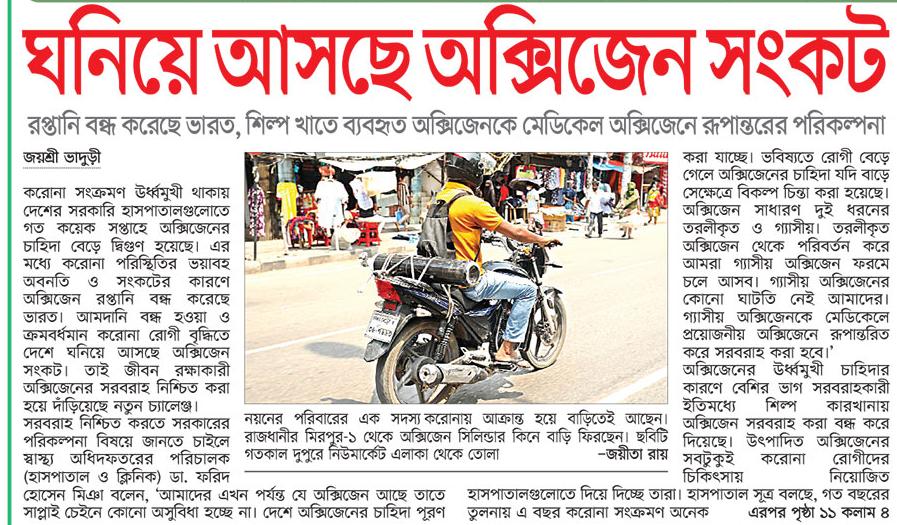 ঘনিয়ে আসছে অক্সিজেন সংকট
রপ্তানি বন্ধ করেছে ভারত, শিল্প খাতে ব্যবহৃত অক্সিজেনকে মেডিকেল অক্সিজেনে রূপান্তরের পরিকল্পনা
জয়শ্রী ভাদুড়ী
করোনা সংক্রমণ উর্ধ্বমুখী থাকায়
দেশের সরকারি হাসপাতালগুলোতে
গত কয়েক সপ্তাহে অক্সিজেনের
চাহিদা বেড়ে দ্বিগুণ হয়েছে। এর
মধ্যে করোনা পরিস্থিতির ভয়াবহ
অবনতি ও সংকটের কারণে
অক্সিজেন রপ্তানি বন্ধ করেছে
ভারত। আমদানি বন্ধ হওয়া ও
ক্রমবর্ধমান করোনা রোগী বৃদ্ধিতে
দেশে ঘনিয়ে আসছে অক্সিজেন
সংকট। তাই জীবন রক্ষাকারী
অক্সিজেনের সরবরাহ নিশ্চিত করা
হয়ে দাঁড়িয়েছে নতুন চ্যালেঞ্জ।
সরবরাহ নিশ্চিত করতে সরকারের
পরিকল্পনা বিষয়ে জানতে চাইলে
স্বাস্থ্য অধিদফতরের পরিচালক
(হাসপাতাল ও ক্লিনিক) ডা. ফরিদ
হোসেন মিঞা বলেন, ‘আমাদের এখন পর্যন্ত যে অক্সিজেন আছে তাতে
সাপ্লাই চেইনে কোনো অসুবিধা হচ্ছে না। দেশে অক্সিজেনের চাহিদা পূরণ
নয়নের পরিবারের এক সদস্য করোনায় আক্রান্ত হয়ে বাড়িতেই আছেন।
রাজধানীর মিরপুর-১ থেকে অক্সিজেন সিলিন্ডার কিনে বাড়ি ফিরছেন। ছবিটি
গতকাল দুপুরে নিউমার্কেট এলাকা থেকে তোলা –জয়ীতা রায়
করা যাচ্ছে। ভবিষ্যতে রোগী বেড়ে
গেলে অক্সিজেনের চাহিদা যদি বাড়ে
সেক্ষেত্রে বিকল্প চিন্তা করা হয়েছে।
অক্সিজেন সাধারণ দুই ধরনের
তরলীকৃত ও গ্যাসীয়। তরলীকৃত
অক্সিজেন থেকে পরিবর্তন করে
আমরা গ্যাসীয় অক্সিজেন ফরমে
চলে আসব। গ্যাসীয় অক্সিজেনের
কোনো ঘাটতি নেই আমাদের।
গ্যাসীয় অক্সিজেনকে মেডিকেলে
প্রয়োজনীয় অক্সিজেনে রূপান্তরিত
করে সরবরাহ করা হবে।’
অক্সিজেনের উর্ধ্বমুখী চাহিদার
কারণে বেশির ভাগ সরবরাহকারী
ইতিমধ্যে শিল্প কারখানায়
অক্সিজেন সরবরাহ করা বন্ধ করে
দিয়েছে। উৎপাদিত অক্সিজেনের
সবটুকুই করোনা রোগীদের
চিকিৎসায় নিয়োজিত
হাসপাতালগুলোতে দিয়ে দিচ্ছে তারা। হাসপাতাল সূত্র বলছে, গত বছরের
তুলনায় এ বছর করোনা সংক্রমণ অনেক এরপর পৃষ্ঠা ১১ কলাম ৪